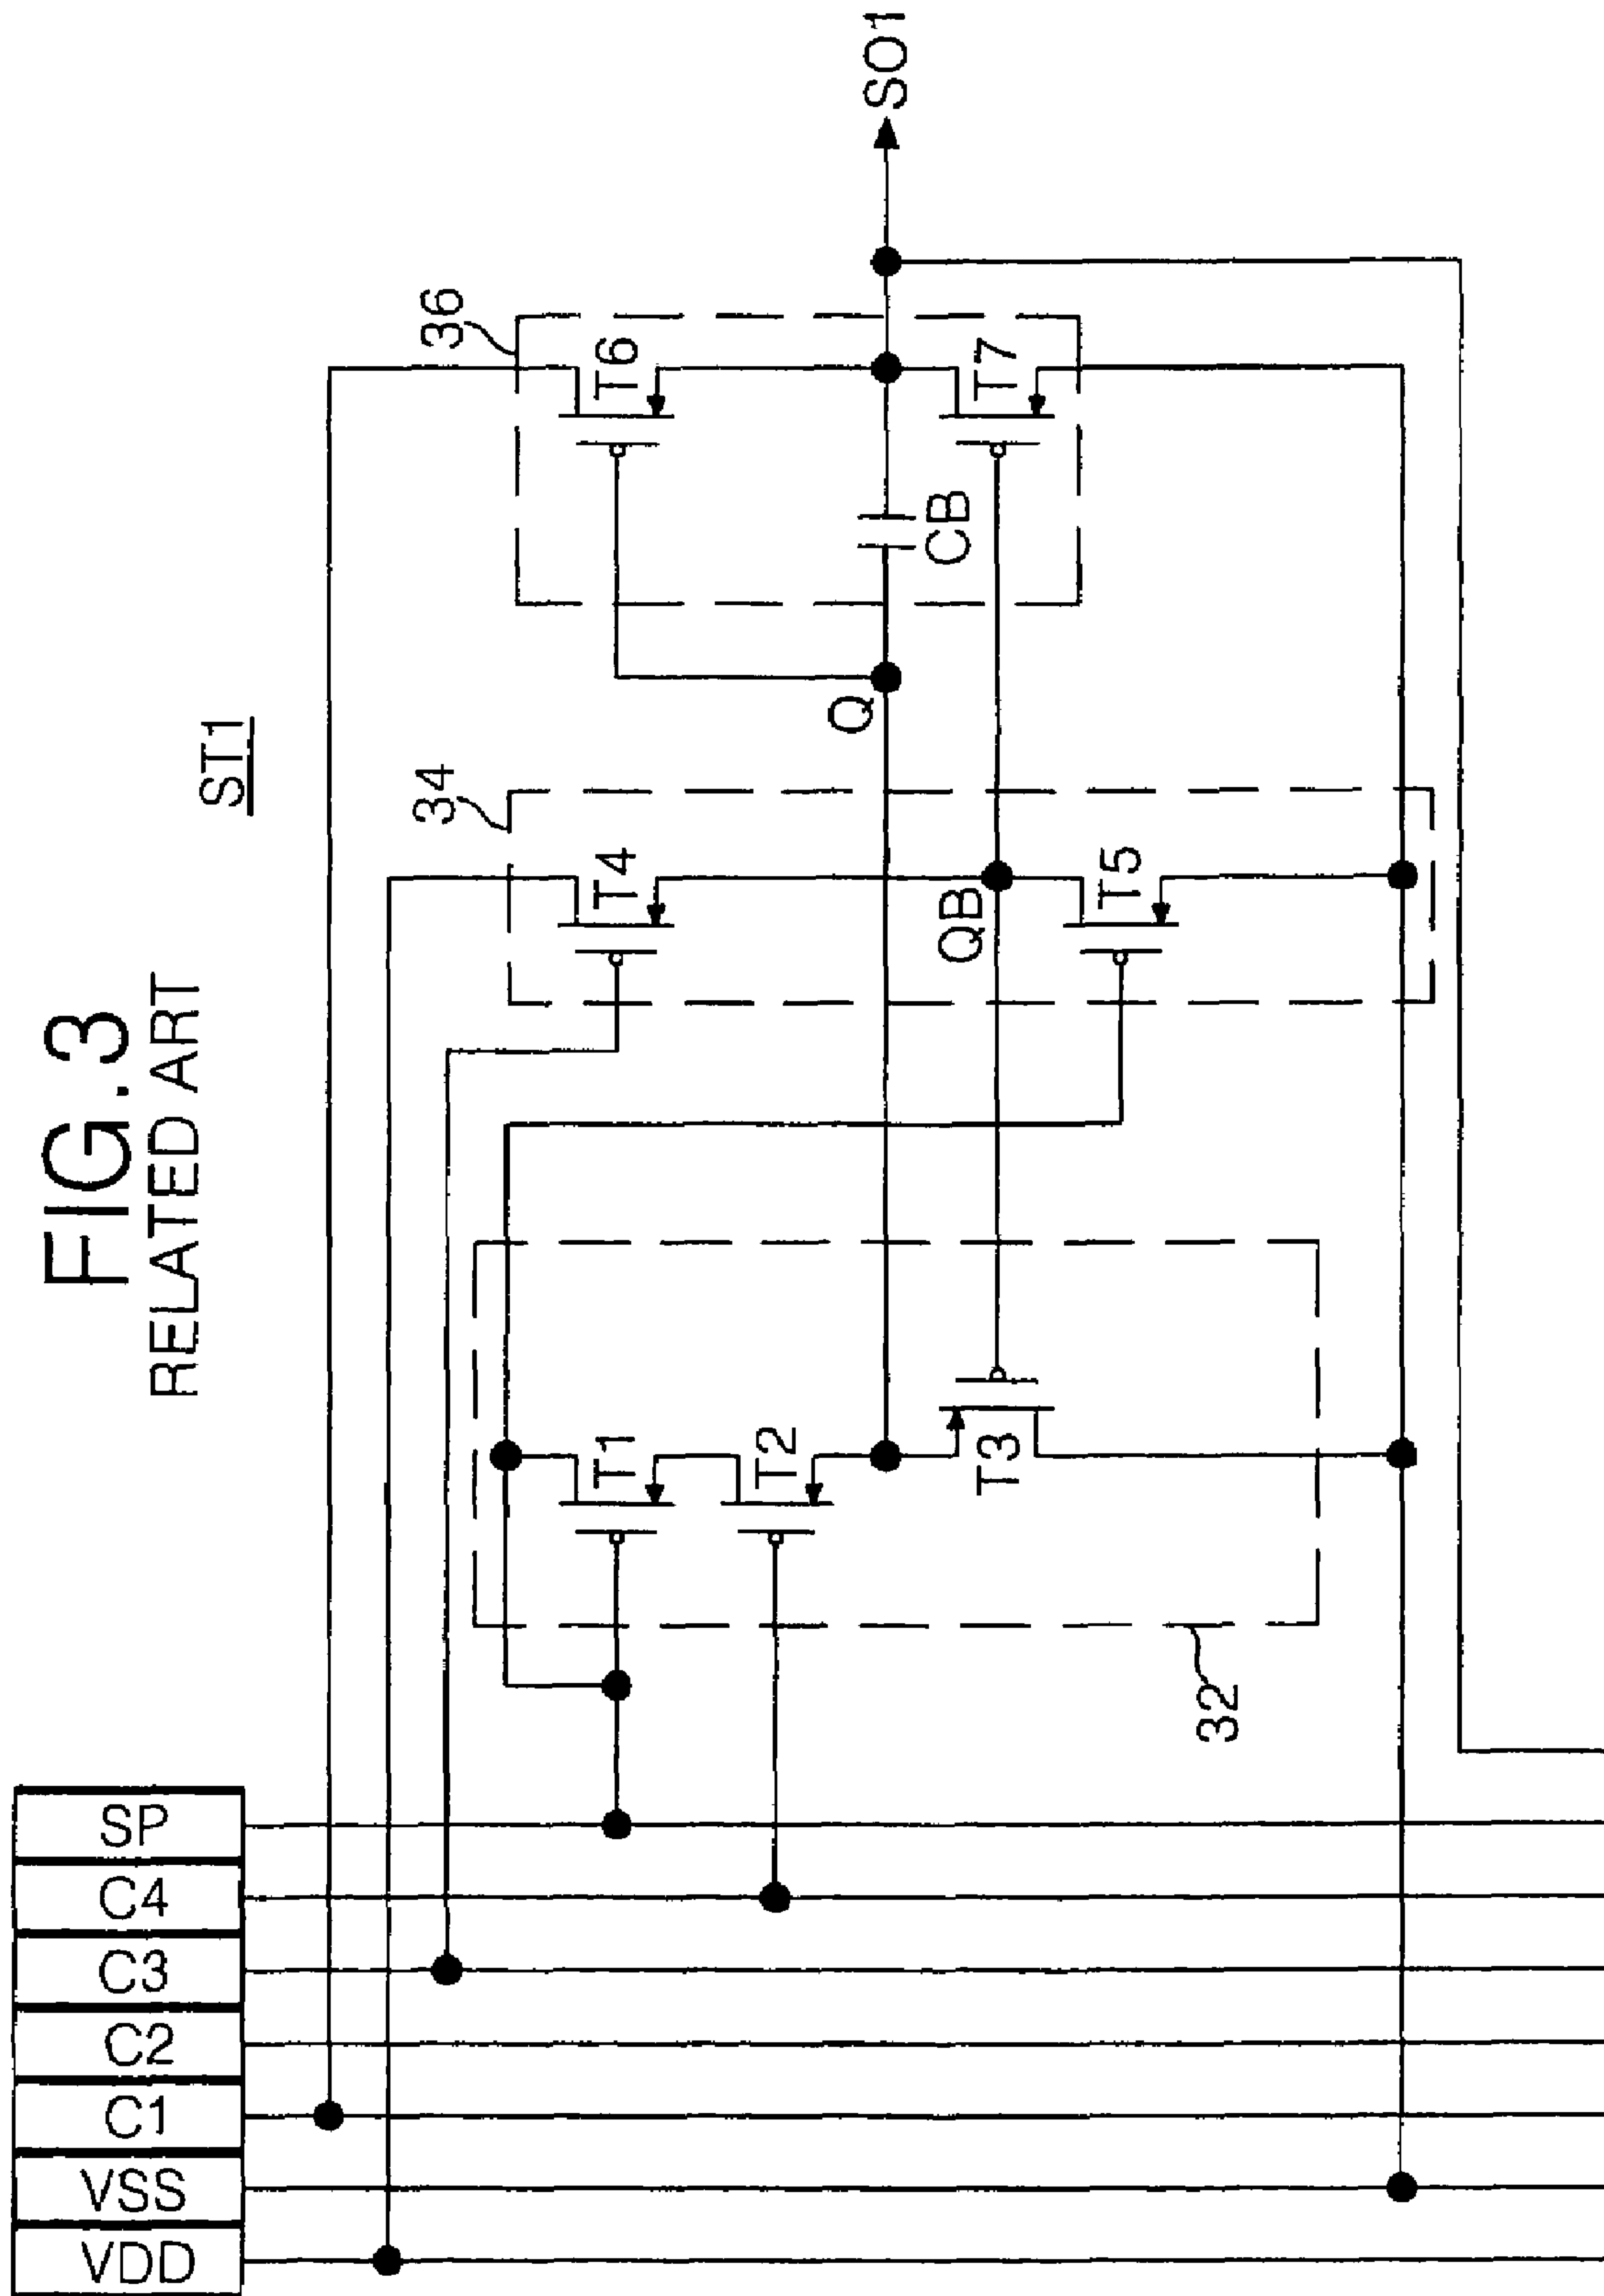 FIG.3
RELATED ART
ST1
SP
C4
C3
C2
C1
VSS
VDD
36
34
32
T1
T2
T3
T4
T5
T6
T7
QB
Q
CB
SO1